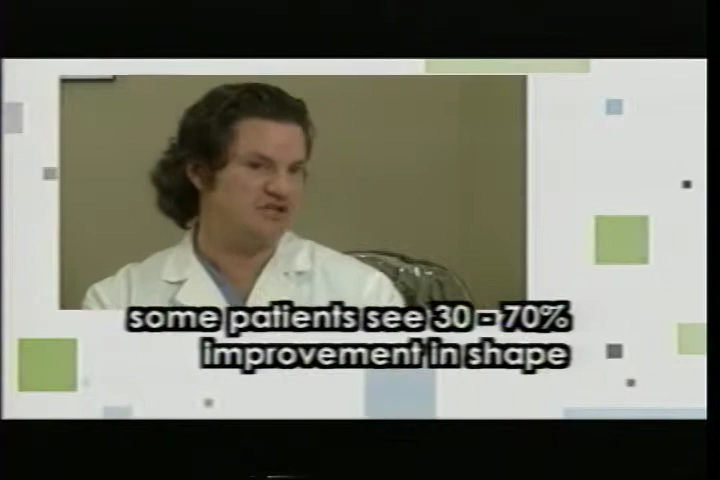 some patients see 30 - 70%
improvement in shape